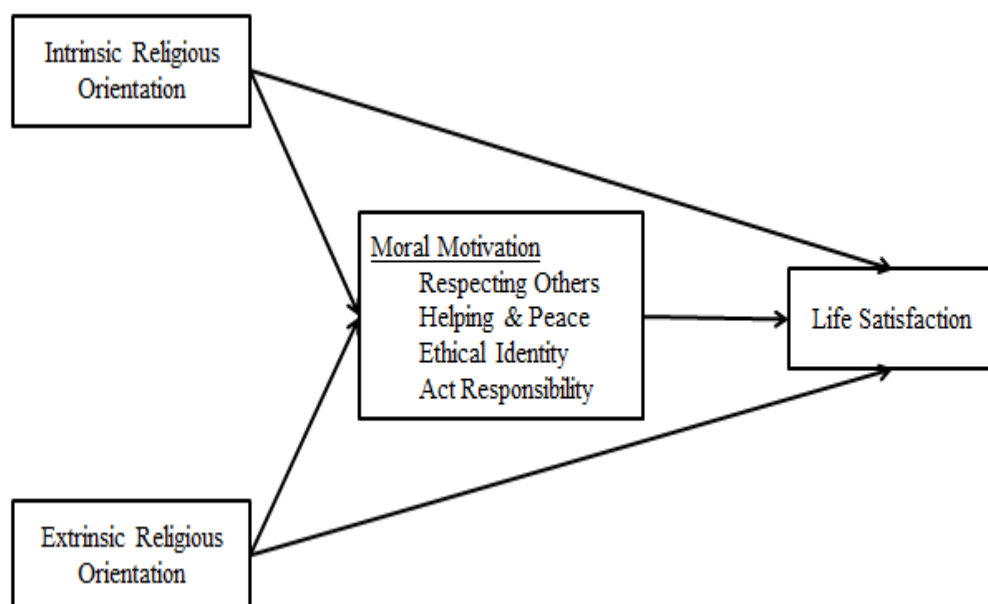 Intrinsic Religious
Orientation
Moral Motivation
Respecting Others
Helping & Peace
Ethical Identity
Act Responsibility
Life Satisfaction
Extrinsic Religious
Orientation